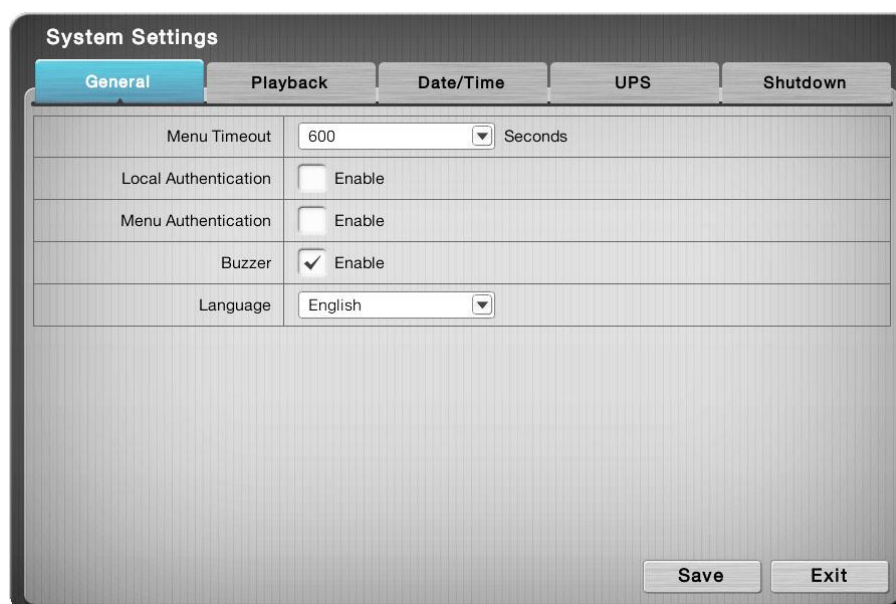 System Settings
General Playback Date/Time UPS Shutdown
Menu Timeout 600 Seconds
Local Authentication Enable
Menu Authentication Enable
Buzzer Enable
Language English
Save Exit